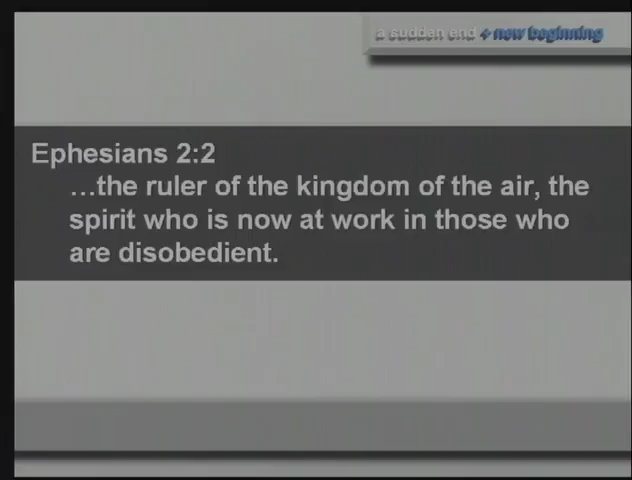 a sudden end + new beginning
Ephesians 2:2
…the ruler of the kingdom of the air, the
spirit who is now at work in those who
are disobedient.